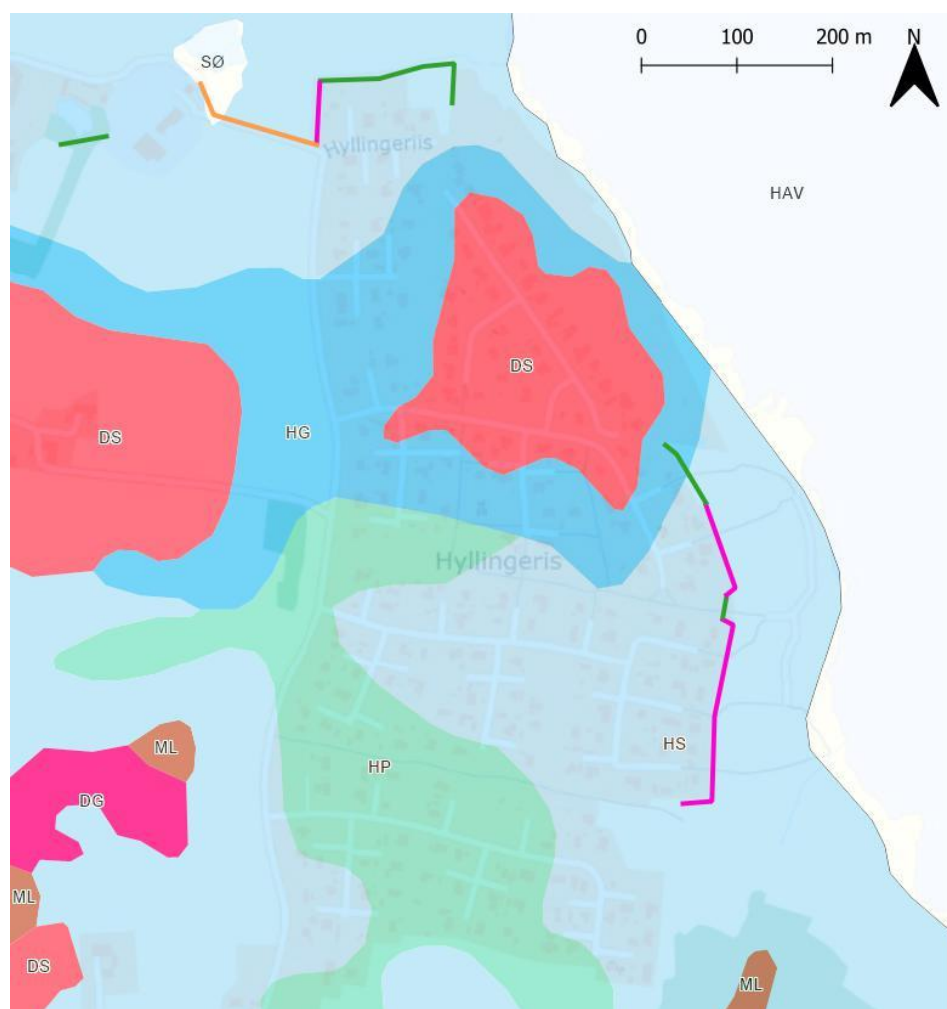 0 100 200 m N
SØ
Hyllingeriis
HAV
DS
DS
HG
Hyllingeris
HS
ML
HP
DG
ML
DS
ML